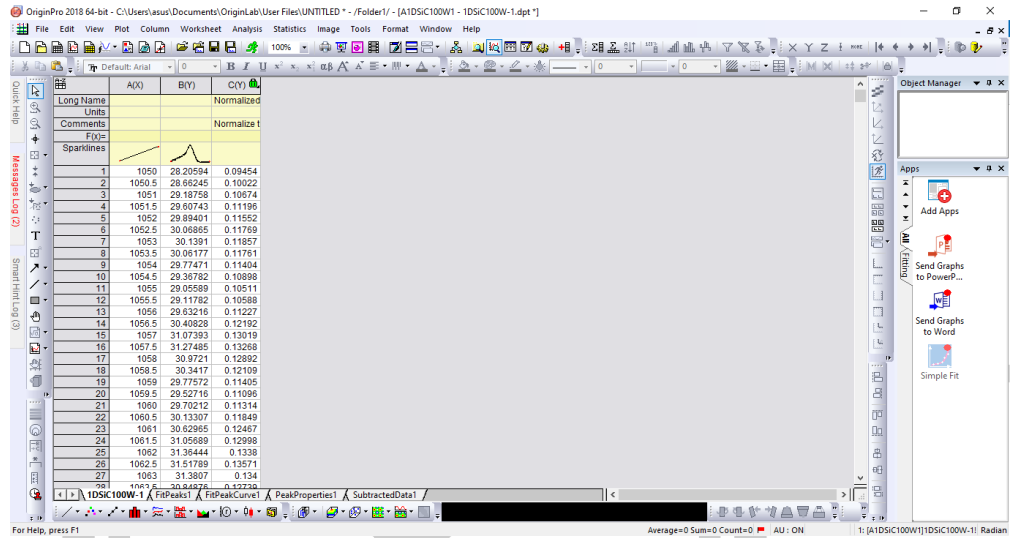 OriginPro 2018 64-bit - C:\Users\asus\Documents\OriginLab\User Files\UNTITLED * - /Folder1/ - [A1DSiC100W1 - 1DSiC100W-1.dpt *]
File Edit View Plot Column Worksheet Analysis Statistics Image Tools Format Window Help
100%
Default: Arial 0 B I U 0 0
Quick Help
Messages Log (2)
Smart Hint Log (3)
A(X) B(Y) C(Y)
Long Name Normalized
Units
Comments Normalize t
F(x)=
Sparklines
1 1050 28.20594 0.09454
2 1050.5 28.66245 0.10022
3 1051 29.18758 0.10674
4 1051.5 29.60743 0.11196
5 1052 29.89401 0.11552
6 1052.5 30.06865 0.11769
7 1053 30.1391 0.11857
8 1053.5 30.06177 0.11761
9 1054 29.77471 0.11404
10 1054.5 29.36782 0.10898
11 1055 29.05589 0.10511
12 1055.5 29.11782 0.10588
13 1056 29.63216 0.11227
14 1056.5 30.40828 0.12192
15 1057 31.07393 0.13019
16 1057.5 31.27485 0.13268
17 1058 30.9721 0.12892
18 1058.5 30.3417 0.12109
19 1059 29.77572 0.11405
20 1059.5 29.52716 0.11096
21 1060 29.70212 0.11314
22 1060.5 30.13307 0.11849
23 1061 30.62965 0.12467
24 1061.5 31.05689 0.12998
25 1062 31.36444 0.1338
26 1062.5 31.51789 0.13571
27 1063 31.3807 0.134
28 1063.5 30.84876 0.12739
1DSiC100W-1 FitPeaks1 FitPeakCurve1 PeakProperties1 SubtractedData1
Object Manager
Apps
All
Fitting
Add Apps
Send Graphs
to PowerP...
Send Graphs
to Word
Simple Fit
For Help, press F1
Average=0 Sum=0 Count=0 AU : ON 1: [A1DSiC100W1]1DSiC100W-1! Radian